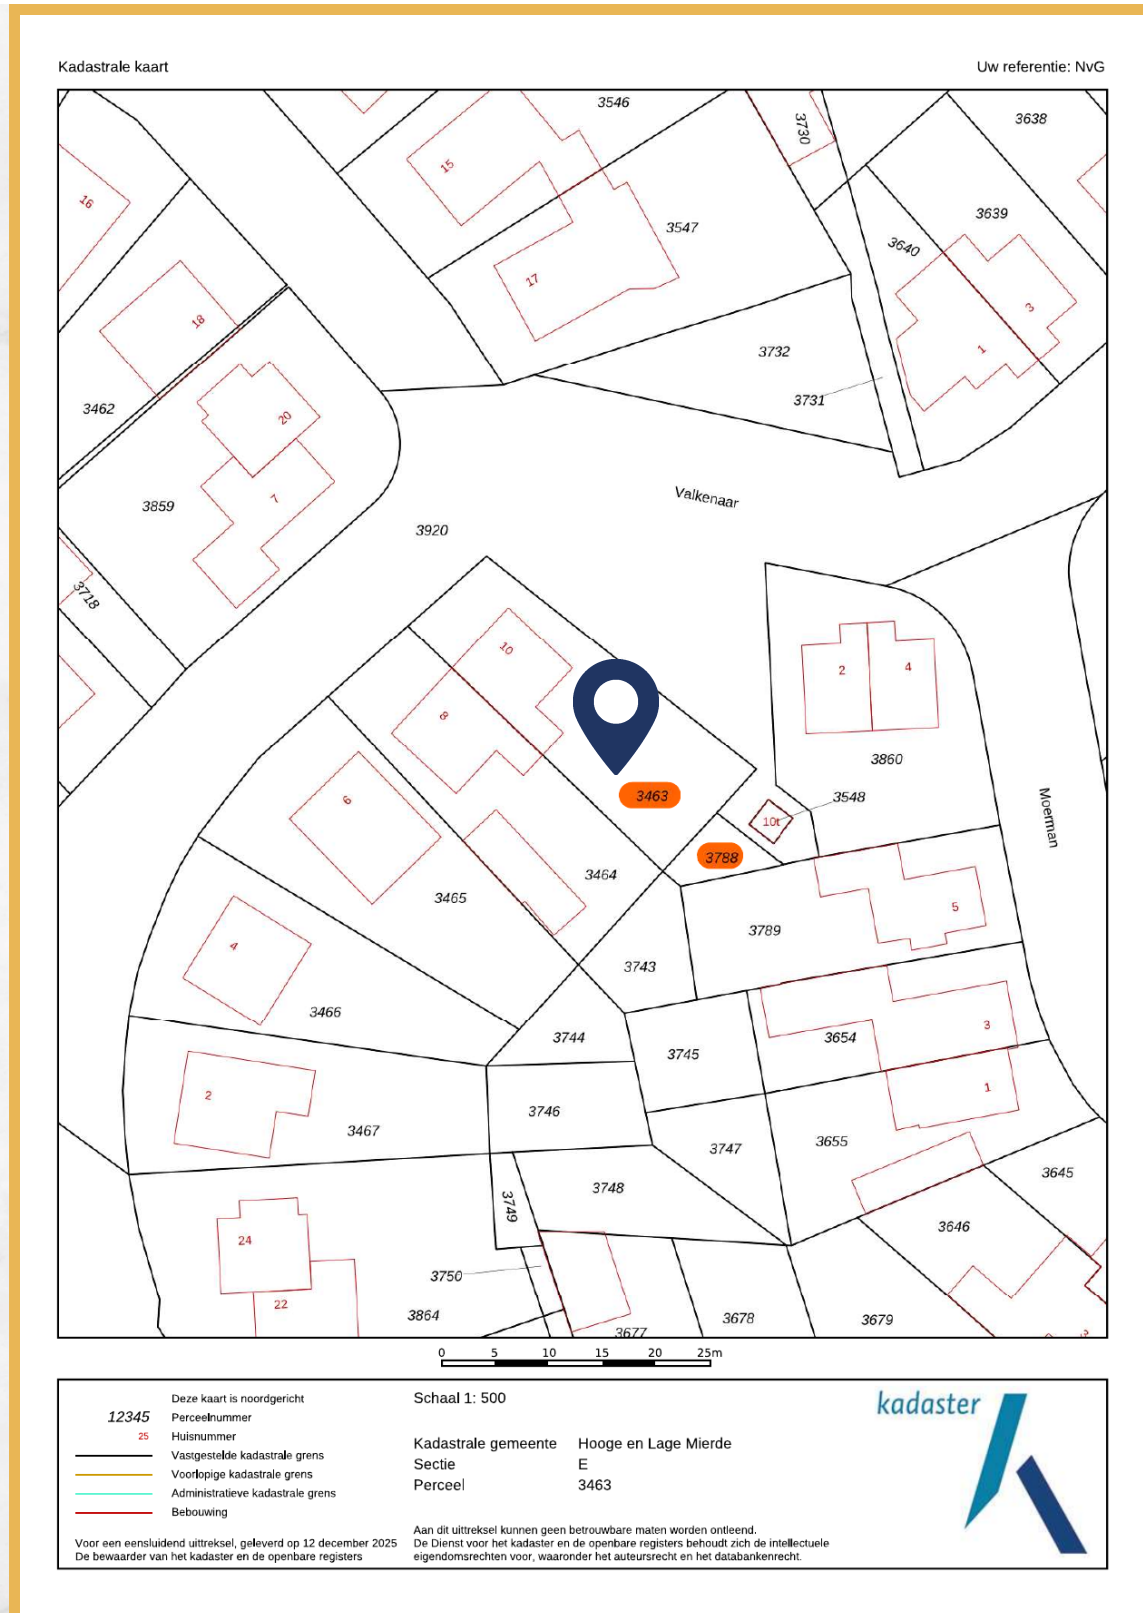 Kadastrale kaart
Uw referentie: NvG
3546
3730
3638
15
16
3639
3547
3640
17
3
18
1
3732
3731
3462
20
7
3859
Valkenaar
3920
3718
10
2
4
8
3860
3463
3548
6
10t
Moerman
3788
3464
3465
5
4
3789
3743
3466
3744
3654
3
3745
2
1
3746
3467
3655
3747
3645
3748
3749
3646
24
3750
22
3864
3678
3679
3677
0 5 10 15 20 25m
Deze kaart is noordgericht
12345 Perceelnummer
25 Huisnummer
Vastgestelde kadastrale grens
Voorlopige kadastrale grens
Administratieve kadastrale grens
Bebouwing
Voor een eensluidend uittreksel, geleverd op 12 december 2025
De bewaarder van het kadaster en de openbare registers
Schaal 1: 500
Kadastrale gemeente Hooge en Lage Mierde
Sectie E
Perceel 3463
Aan dit uittreksel kunnen geen betrouwbare maten worden ontleend.
De Dienst voor het kadaster en de openbare registers behoudt zich de intellectuele
eigendomsrechten voor, waaronder het auteursrecht en het databankenrecht.
kadaster